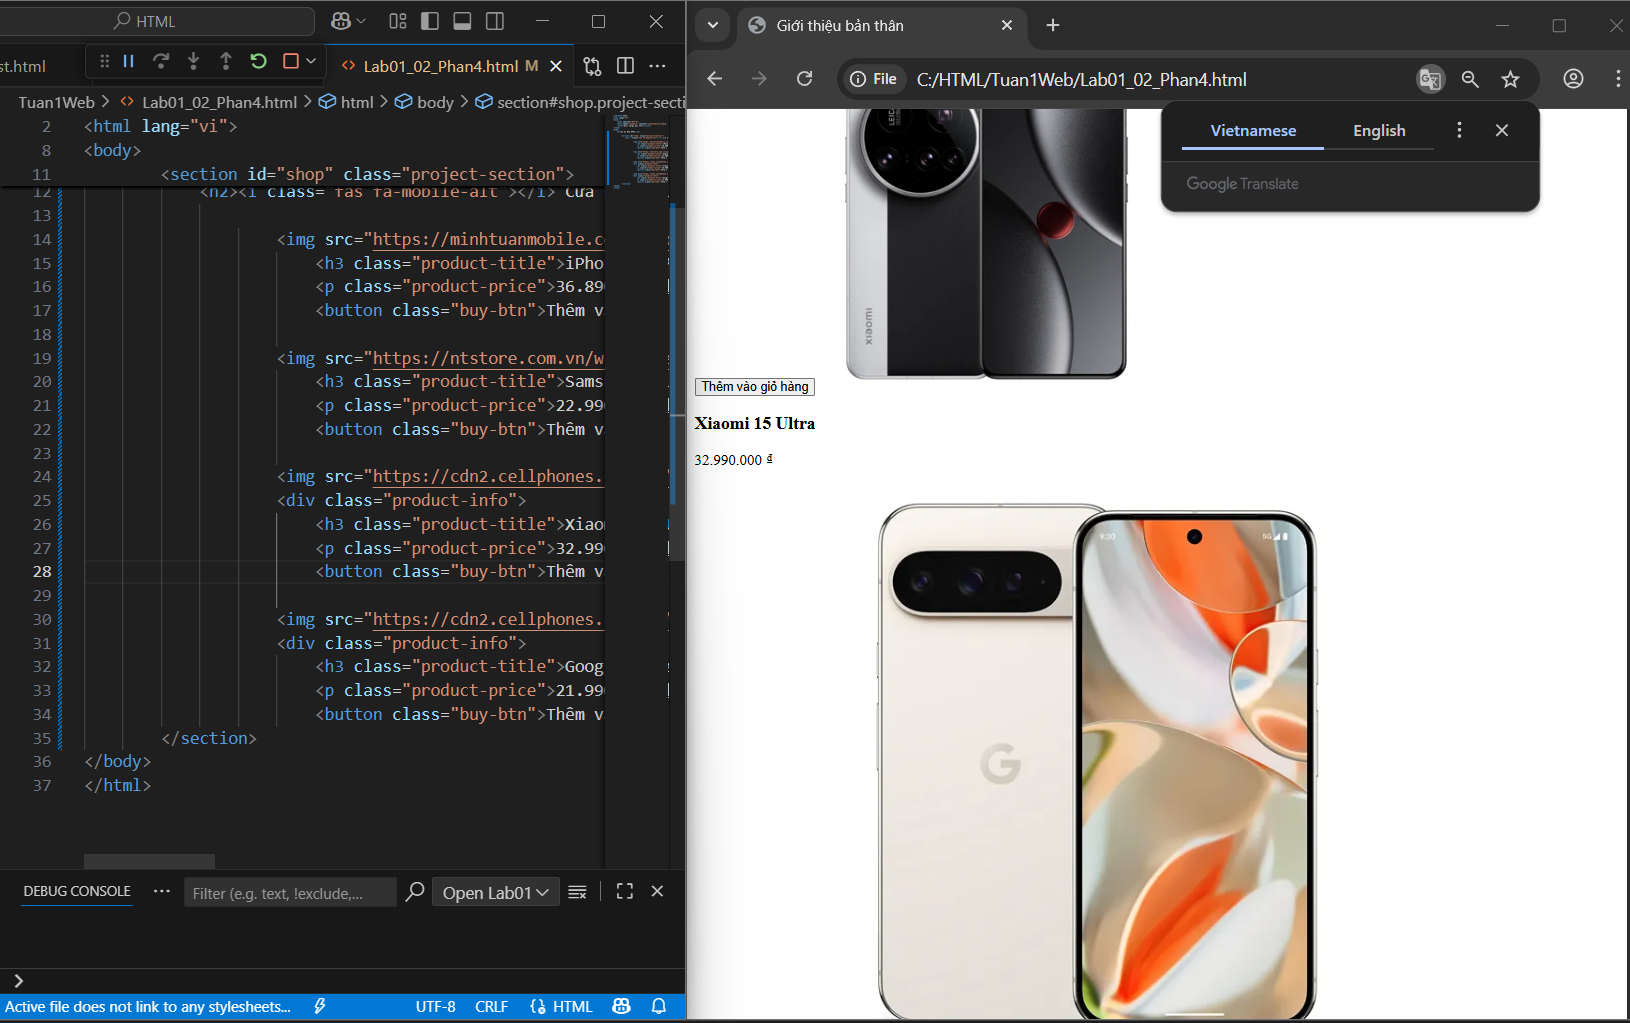 HTML
st.html
Lab01_02_Phan4.html M
Tuan1Web > Lab01_02_Phan4.html > html > body > section#shop.project-secti
2 <html lang="vi">
8 <body>
11 <section id="shop" class="project-section">
12 <h2><i class="fas fa-mobile-alt"></i> Cửa
13
14 <img src="https://minhtuanmobile.c
15 <h3 class="product-title">iPho
16 <p class="product-price">36.890
17 <button class="buy-btn">Thêm v
18
19 <img src="https://ntstore.com.vn/w
20 <h3 class="product-title">Sams
21 <p class="product-price">22.990
22 <button class="buy-btn">Thêm v
23
24 <img src="https://cdn2.cellphones.
25 <div class="product-info">
26 <h3 class="product-title">Xiao
27 <p class="product-price">32.990
28 <button class="buy-btn">Thêm v
29
30 <img src="https://cdn2.cellphones.
31 <div class="product-info">
32 <h3 class="product-title">Goog
33 <p class="product-price">21.990
34 <button class="buy-btn">Thêm v
35 </section>
36 </body>
37 </html>
DEBUG CONSOLE
Filter (e.g. text, !exclude,...
Open Lab01
Active file does not link to any stylesheets...
UTF-8
CRLF
HTML
Giới thiệu bản thân
File
C:/HTML/Tuan1Web/Lab01_02_Phan4.html
Vietnamese
English
Google Translate
xiaomi
Thêm vào giỏ hàng
Xiaomi 15 Ultra
32.990.000 ₫
9:30
5G
G